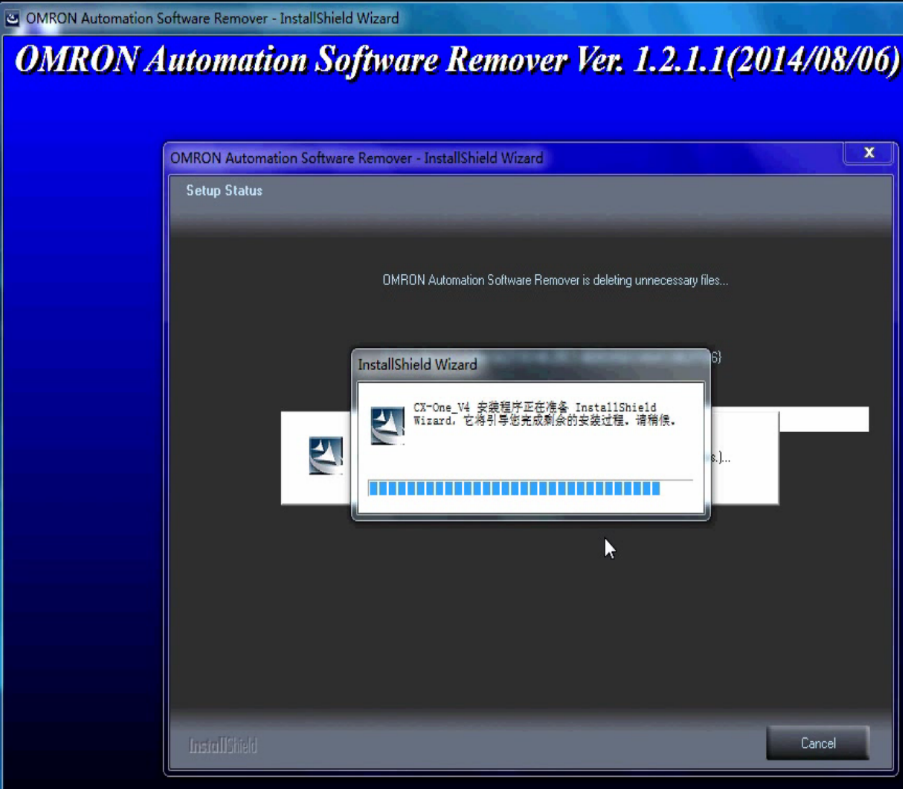 OMRON Automation Software Remover - InstallShield Wizard
OMRON Automation Software Remover Ver. 1.2.1.1(2014/08/06)
OMRON Automation Software Remover - InstallShield Wizard
X
Setup Status
OMRON Automation Software Remover is deleting unnecessary files...
6}
InstallShield Wizard
CX-One_V4 安装程序正在准备 InstallShield
Wizard，它将引导您完成剩余的安装过程。请稍候。
s.)...
InstallShield
Cancel